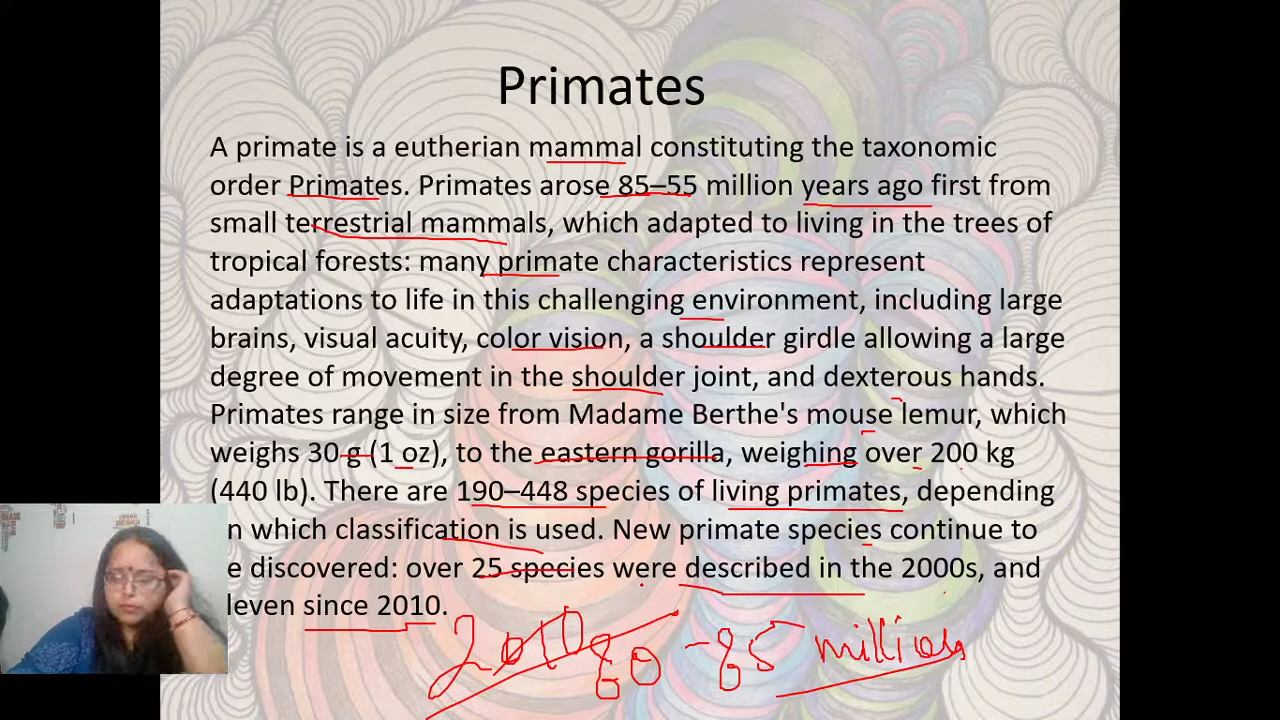 Primates
A primate is a eutherian mammal constituting the taxonomic
order Primates. Primates arose 85–55 million years ago first from
small terrestrial mammals, which adapted to living in the trees of
tropical forests: many primate characteristics represent
adaptations to life in this challenging environment, including large
brains, visual acuity, color vision, a shoulder girdle allowing a large
degree of movement in the shoulder joint, and dexterous hands.
Primates range in size from Madame Berthe's mouse lemur, which
weighs 30 g (1 oz), to the eastern gorilla, weighing over 200 kg
(440 lb). There are 190–448 species of living primates, depending
n which classification is used. New primate species continue to
e discovered: over 25 species were described in the 2000s, and
leven since 2010.
2010 80 -85 million